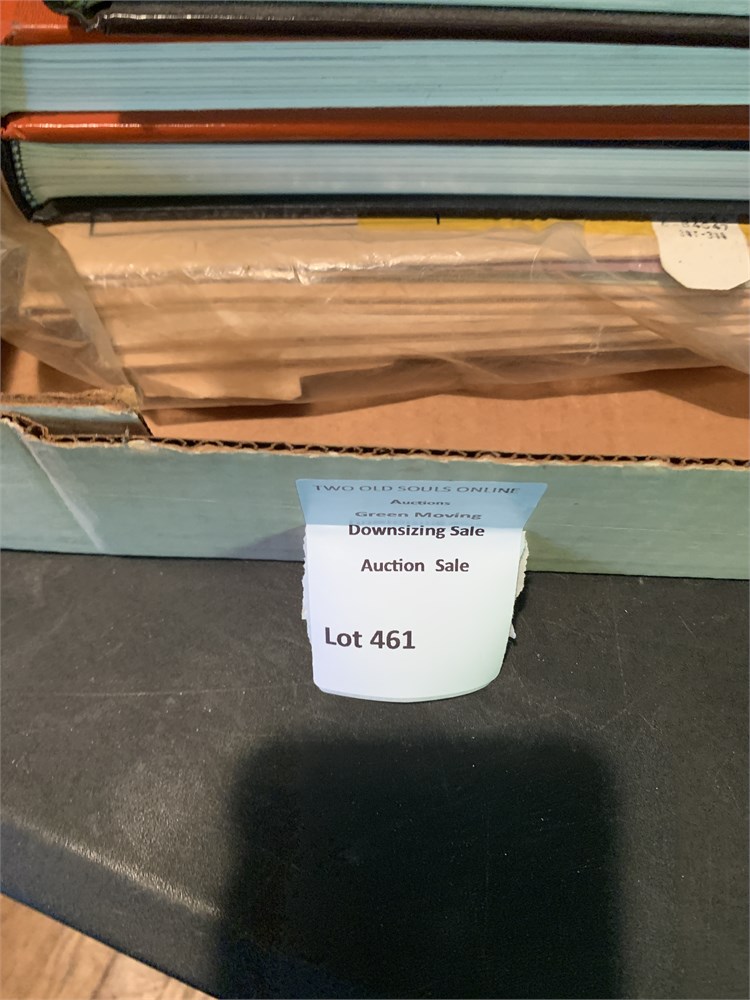 TWO OLD SOULS ONLINE
Auctions
Green Moving
Downsizing Sale
Auction Sale
Lot 461